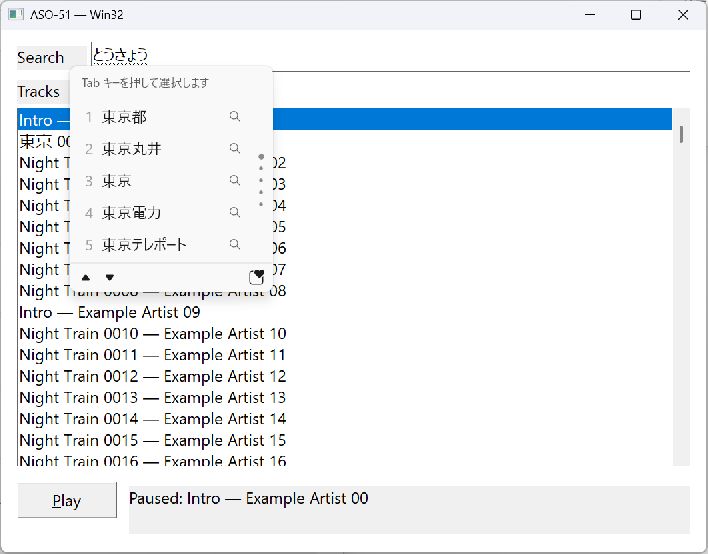 ASO-51 — Win32
Search
とうきょう
Tab キーを押して選択します
1 東京都
2 東京丸井
3 東京
4 東京電力
5 東京テレポート
Tracks
Intro —
東京 00
Night T 02
Night T 03
Night T 04
Night T 05
Night T 06
Night T 07
Night Train 0008 — Example Artist 08
Intro — Example Artist 09
Night Train 0010 — Example Artist 10
Night Train 0011 — Example Artist 11
Night Train 0012 — Example Artist 12
Night Train 0013 — Example Artist 13
Night Train 0014 — Example Artist 14
Night Train 0015 — Example Artist 15
Night Train 0016 — Example Artist 16
Play
Paused: Intro — Example Artist 00